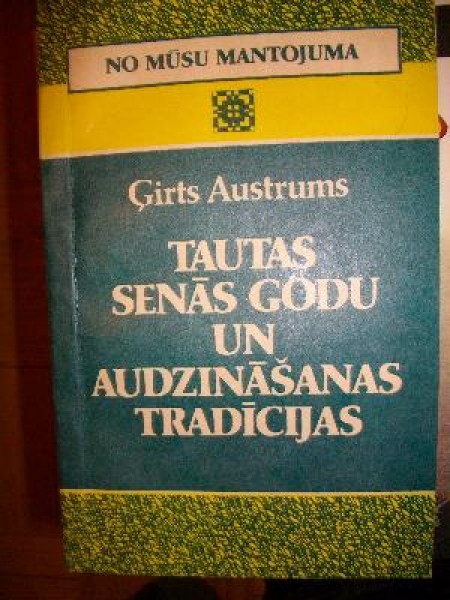 NO MŪSU MANTOJUMA
Ģirts Austrums
TAUTAS
SENĀS GODU
UN
AUDZINĀŠANAS
TRADĪCIJAS